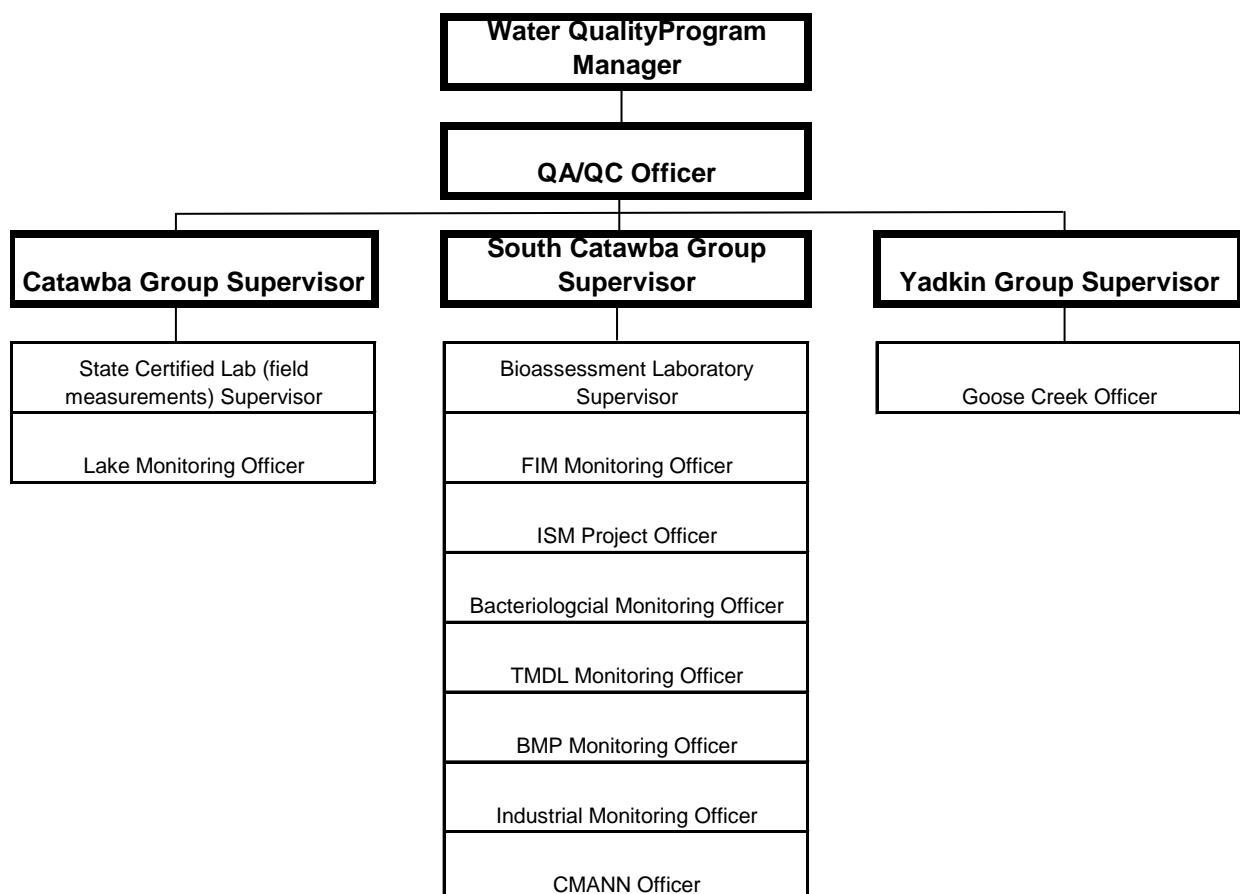 Water QualityProgram
Manager
QA/QC Officer
Catawba Group Supervisor
South Catawba Group
Supervisor
Yadkin Group Supervisor
State Certified Lab (field
measurements) Supervisor
Lake Monitoring Officer
Bioassessment Laboratory
Supervisor
FIM Monitoring Officer
ISM Project Officer
Bacteriologcial Monitoring Officer
TMDL Monitoring Officer
BMP Monitoring Officer
Industrial Monitoring Officer
CMANN Officer
Goose Creek Officer